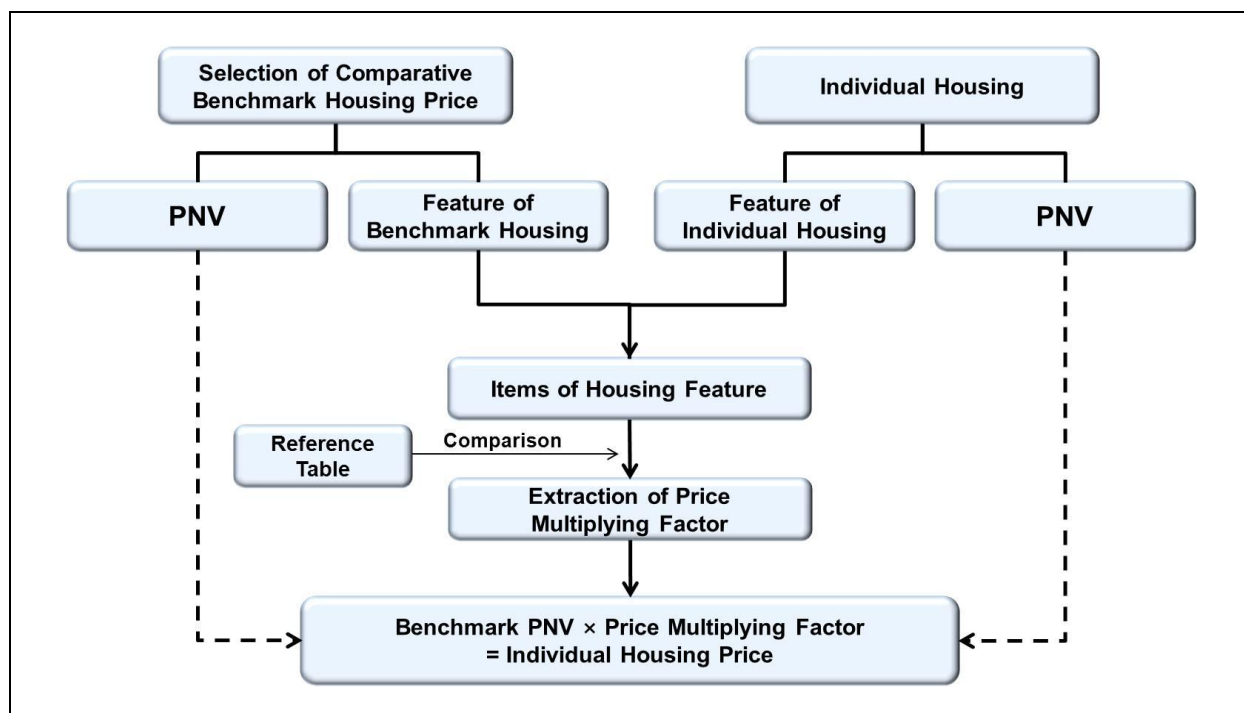 Selection of Comparative
Benchmark Housing Price
Individual Housing
PNV
Feature of
Benchmark Housing
Feature of
Individual Housing
PNV
Items of Housing Feature
Reference
Table
Comparison
Extraction of Price
Multiplying Factor
Benchmark PNV × Price Multiplying Factor
= Individual Housing Price